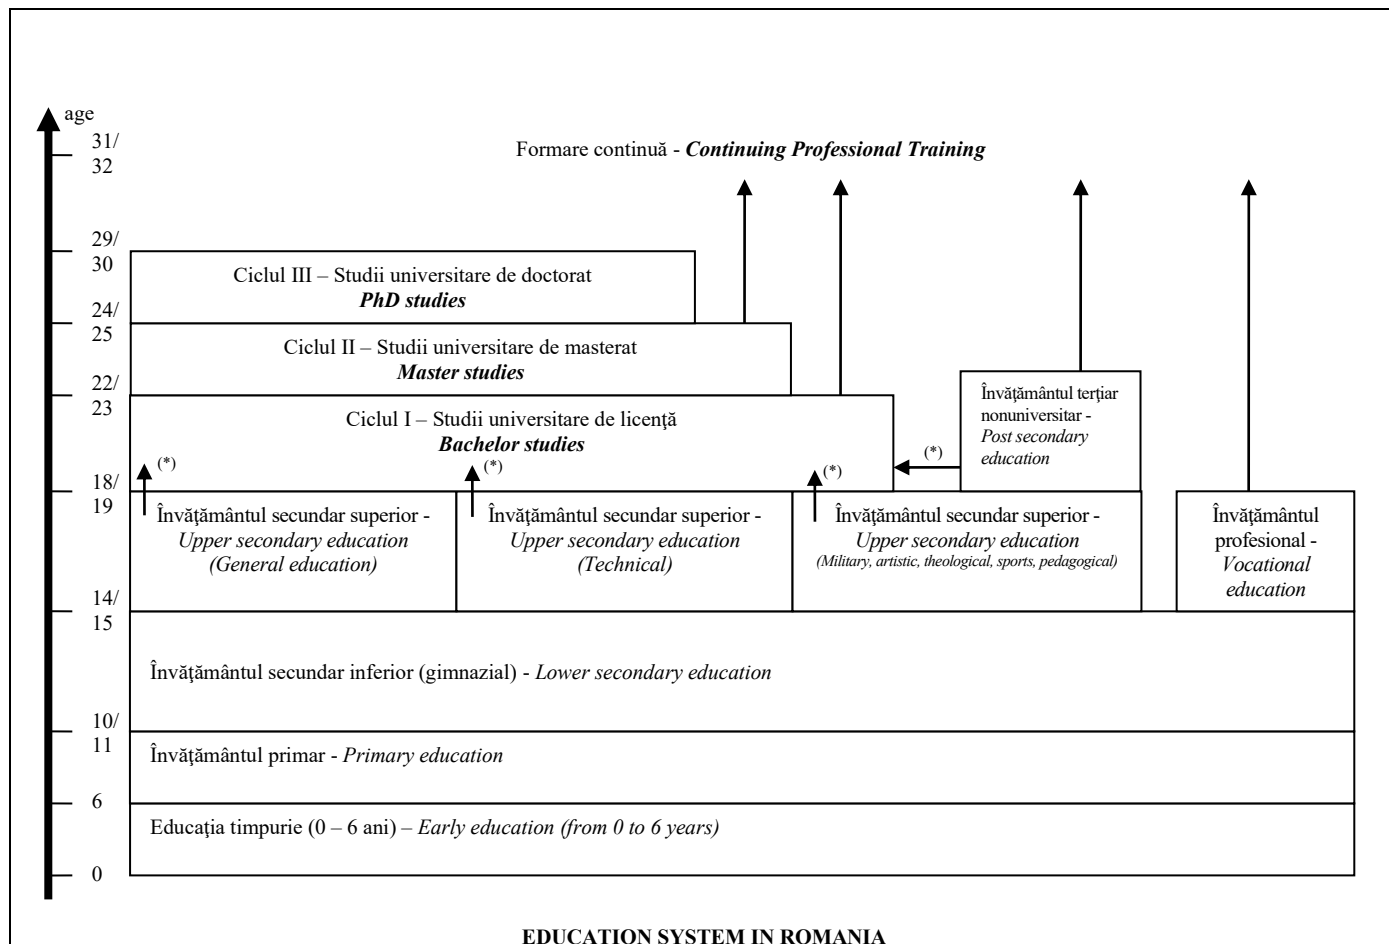 age
31/
32
Formare continuă - Continuing Professional Training
29/
30
Ciclul III – Studii universitare de doctorat
PhD studies
24/
25
Ciclul II – Studii universitare de masterat
Master studies
22/
23
Ciclul I – Studii universitare de licenţă
Bachelor studies
Învăţământul terţiar
nonuniversitar -
Post secondary
education
(*)
(*)
(*)
(*)
18/
19
Învăţământul secundar superior -
Upper secondary education
(General education)
Învăţământul secundar superior -
Upper secondary education
(Technical)
Învăţământul secundar superior -
Upper secondary education
(Military, artistic, theological, sports, pedagogical)
Învăţământul
profesional -
Vocational
education
14/
15
Învăţământul secundar inferior (gimnazial) - Lower secondary education
10/
11
Învăţământul primar - Primary education
6
Educaţia timpurie (0 – 6 ani) – Early education (from 0 to 6 years)
0
EDUCATION SYSTEM IN ROMANIA